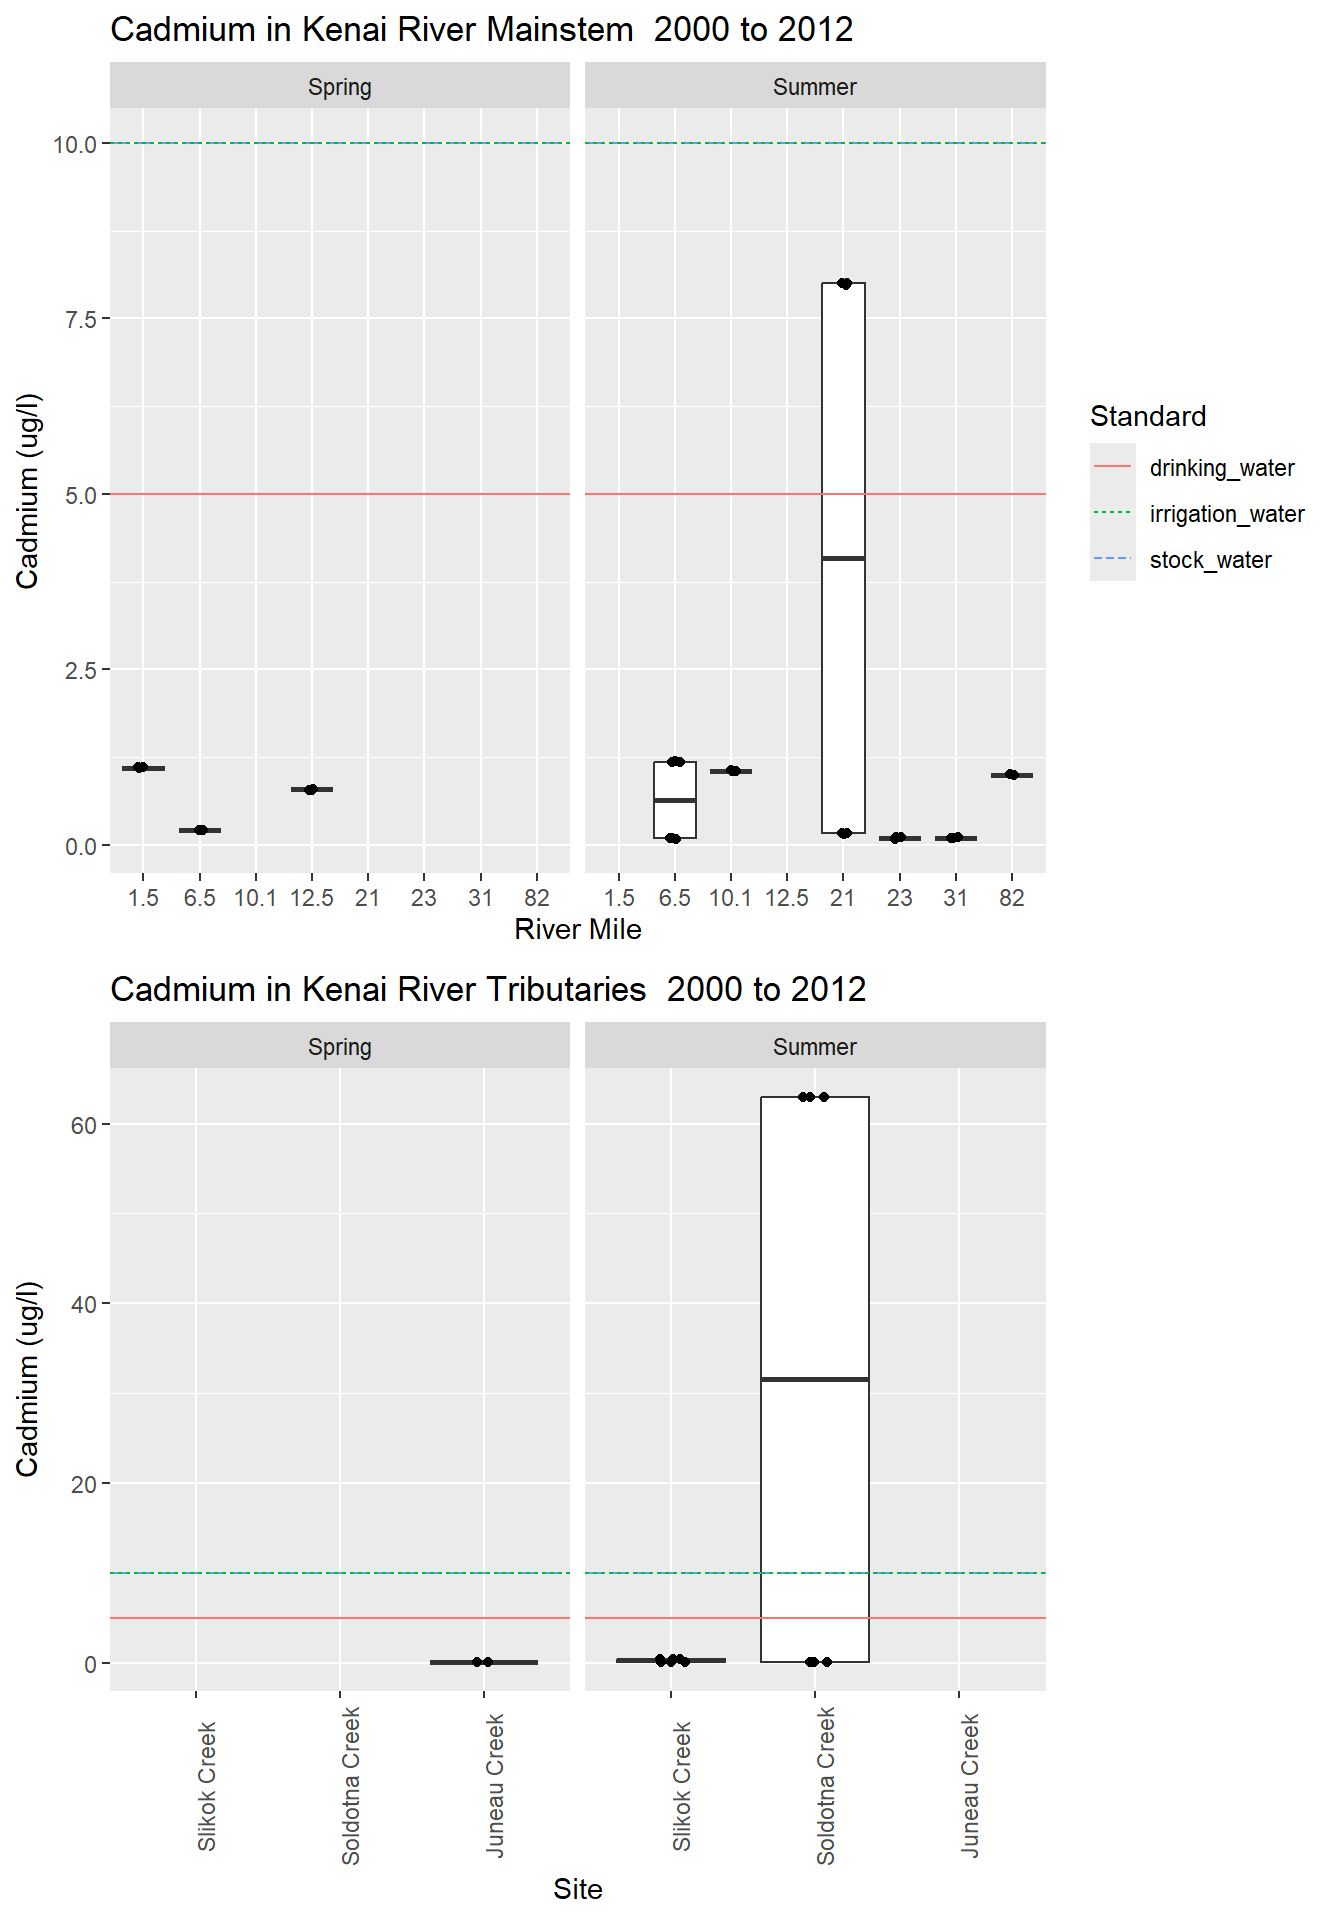 Cadmium in Kenai River Mainstem  2000 to 2012
Spring
Summer
Cadmium (ug/l)
10.0
7.5
5.0
2.5
0.0
1.5 6.5 10.1 12.5 21 23 31 82
1.5 6.5 10.1 12.5 21 23 31 82
River Mile
Standard
drinking_water
irrigation_water
stock_water
Cadmium in Kenai River Tributaries  2000 to 2012
Spring
Summer
Cadmium (ug/l)
60
40
20
0
Slikok Creek
Soldotna Creek
Juneau Creek
Slikok Creek
Soldotna Creek
Juneau Creek
Site